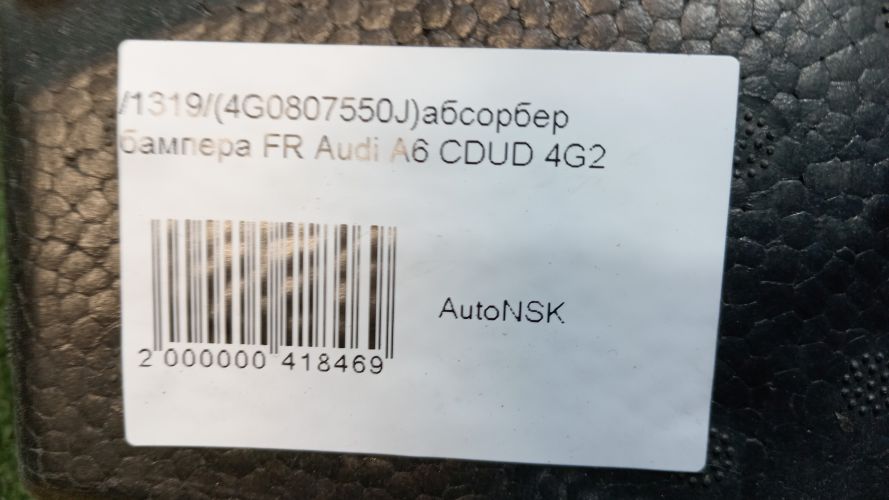 /1319/(4G0807550J)абсорбер
бампера FR Audi A6 CDUD 4G2
AutoNSK
2 000000 418469